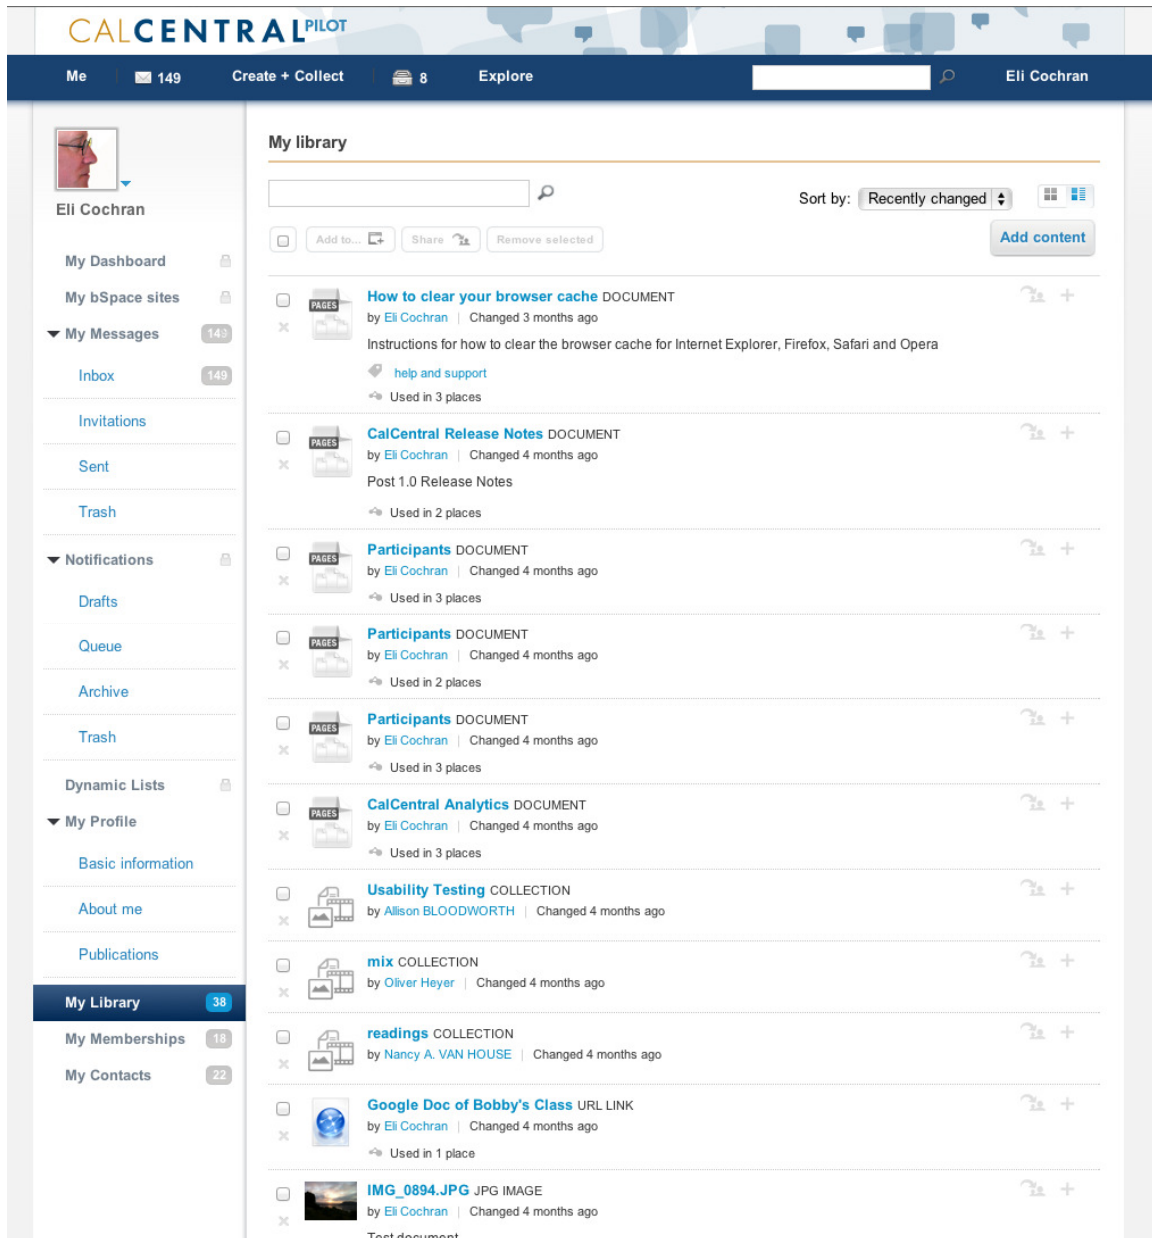 CALCENTRAL PILOT
Me 149 Create + Collect 8 Explore Eli Cochran
Eli Cochran
My Dashboard
My bSpace sites
My Messages 149
Inbox 149
Invitations
Sent
Trash
Notifications
Drafts
Queue
Archive
Trash
Dynamic Lists
My Profile
Basic information
About me
Publications
My Library 38
My Memberships 18
My Contacts 22
My library
Sort by: Recently changed
Add to... Share Remove selected Add content
PAGES
How to clear your browser cache DOCUMENT
by Eli Cochran | Changed 3 months ago
Instructions for how to clear the browser cache for Internet Explorer, Firefox, Safari and Opera
help and support
Used in 3 places
PAGES
CalCentral Release Notes DOCUMENT
by Eli Cochran | Changed 4 months ago
Post 1.0 Release Notes
Used in 2 places
PAGES
Participants DOCUMENT
by Eli Cochran | Changed 4 months ago
Used in 3 places
PAGES
Participants DOCUMENT
by Eli Cochran | Changed 4 months ago
Used in 2 places
PAGES
Participants DOCUMENT
by Eli Cochran | Changed 4 months ago
Used in 3 places
PAGES
CalCentral Analytics DOCUMENT
by Eli Cochran | Changed 4 months ago
Used in 3 places
Usability Testing COLLECTION
by Allison BLOODWORTH | Changed 4 months ago
mix COLLECTION
by Oliver Heyer | Changed 4 months ago
readings COLLECTION
by Nancy A. VAN HOUSE | Changed 4 months ago
Google Doc of Bobby's Class URL LINK
by Eli Cochran | Changed 4 months ago
Used in 1 place
IMG_0894.JPG JPG IMAGE
by Eli Cochran | Changed 4 months ago
Test document